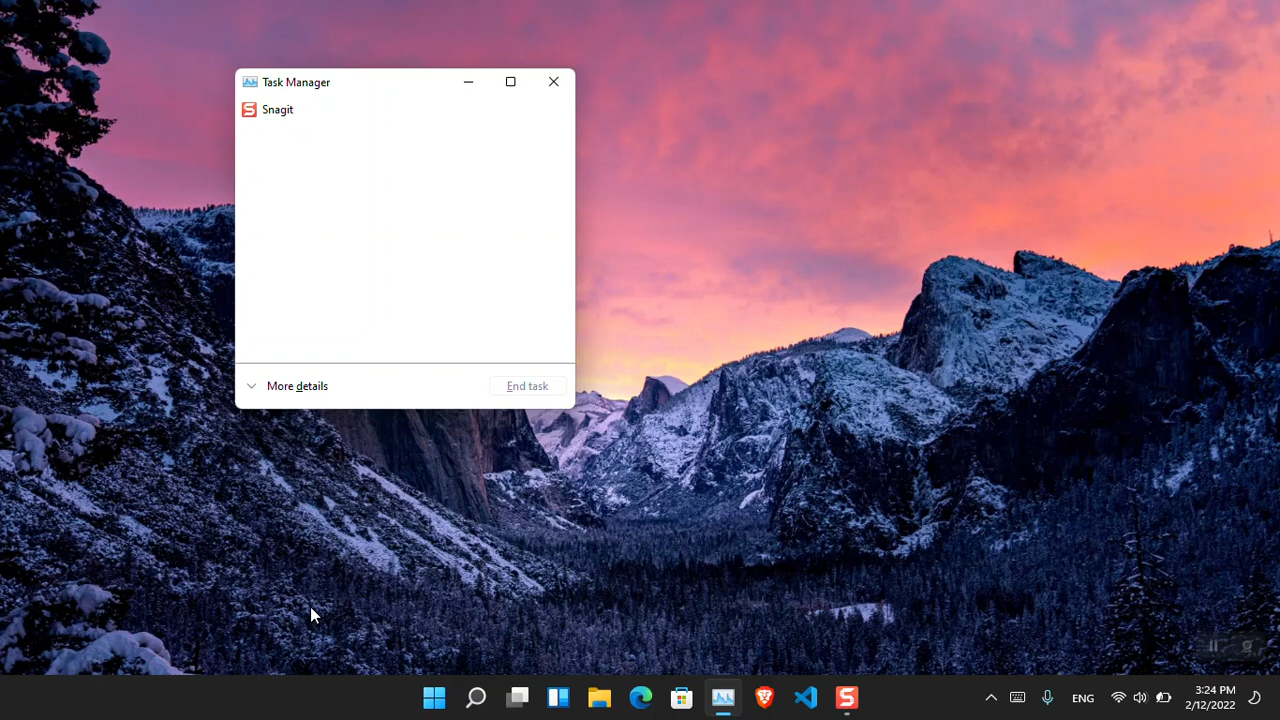 Task Manager
Snagit
More details
End task
ENG
3:24 PM
2/12/2022